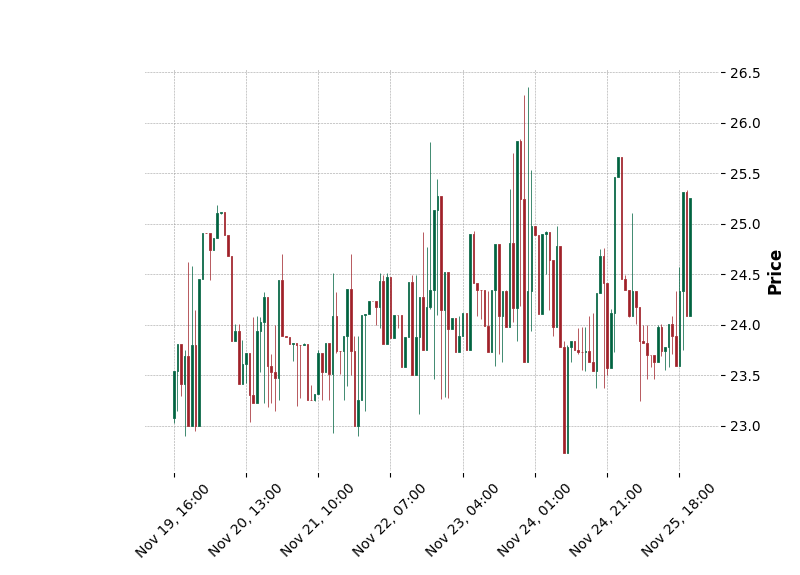 26.5
26.0
25.5
25.0
24.5
24.0
23.5
23.0
Price
Nov 19, 16:00
Nov 20, 13:00
Nov 21, 10:00
Nov 22, 07:00
Nov 23, 04:00
Nov 24, 01:00
Nov 24, 21:00
Nov 25, 18:00